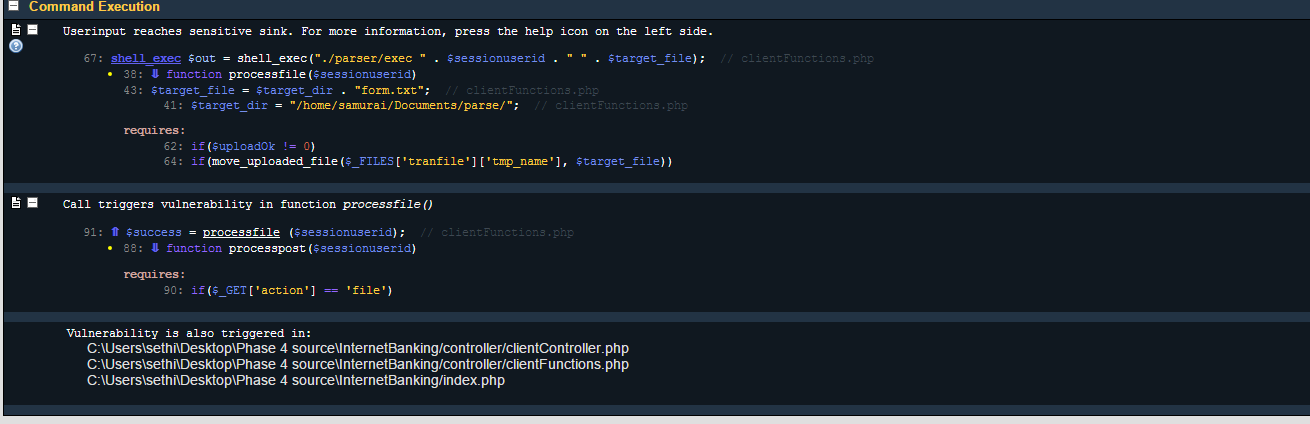 Command Execution
Userinput reaches sensitive sink. For more information, press the help icon on the left side.
67: shell_exec $out = shell_exec("./parser/exec " . $sessionuserid . " " . $target_file); // clientFunctions.php
38: ⇓ function processfile($sessionuserid)
43: $target_file = $target_dir . "form.txt"; // clientFunctions.php
41: $target_dir = "/home/samurai/Documents/parse/"; // clientFunctions.php
requires:
62: if($uploadOk != 0)
64: if(move_uploaded_file($_FILES['tranfile']['tmp_name'], $target_file))
Call triggers vulnerability in function processfile()
91: ⇑ $success = processfile ($sessionuserid); // clientFunctions.php
88: ⇓ function processpost($sessionuserid)
requires:
90: if($_GET['action'] == 'file')
Vulnerability is also triggered in:
C:\Users\sethi\Desktop\Phase 4 source\InternetBanking/controller/clientController.php
C:\Users\sethi\Desktop\Phase 4 source\InternetBanking/controller/clientFunctions.php
C:\Users\sethi\Desktop\Phase 4 source\InternetBanking/index.php